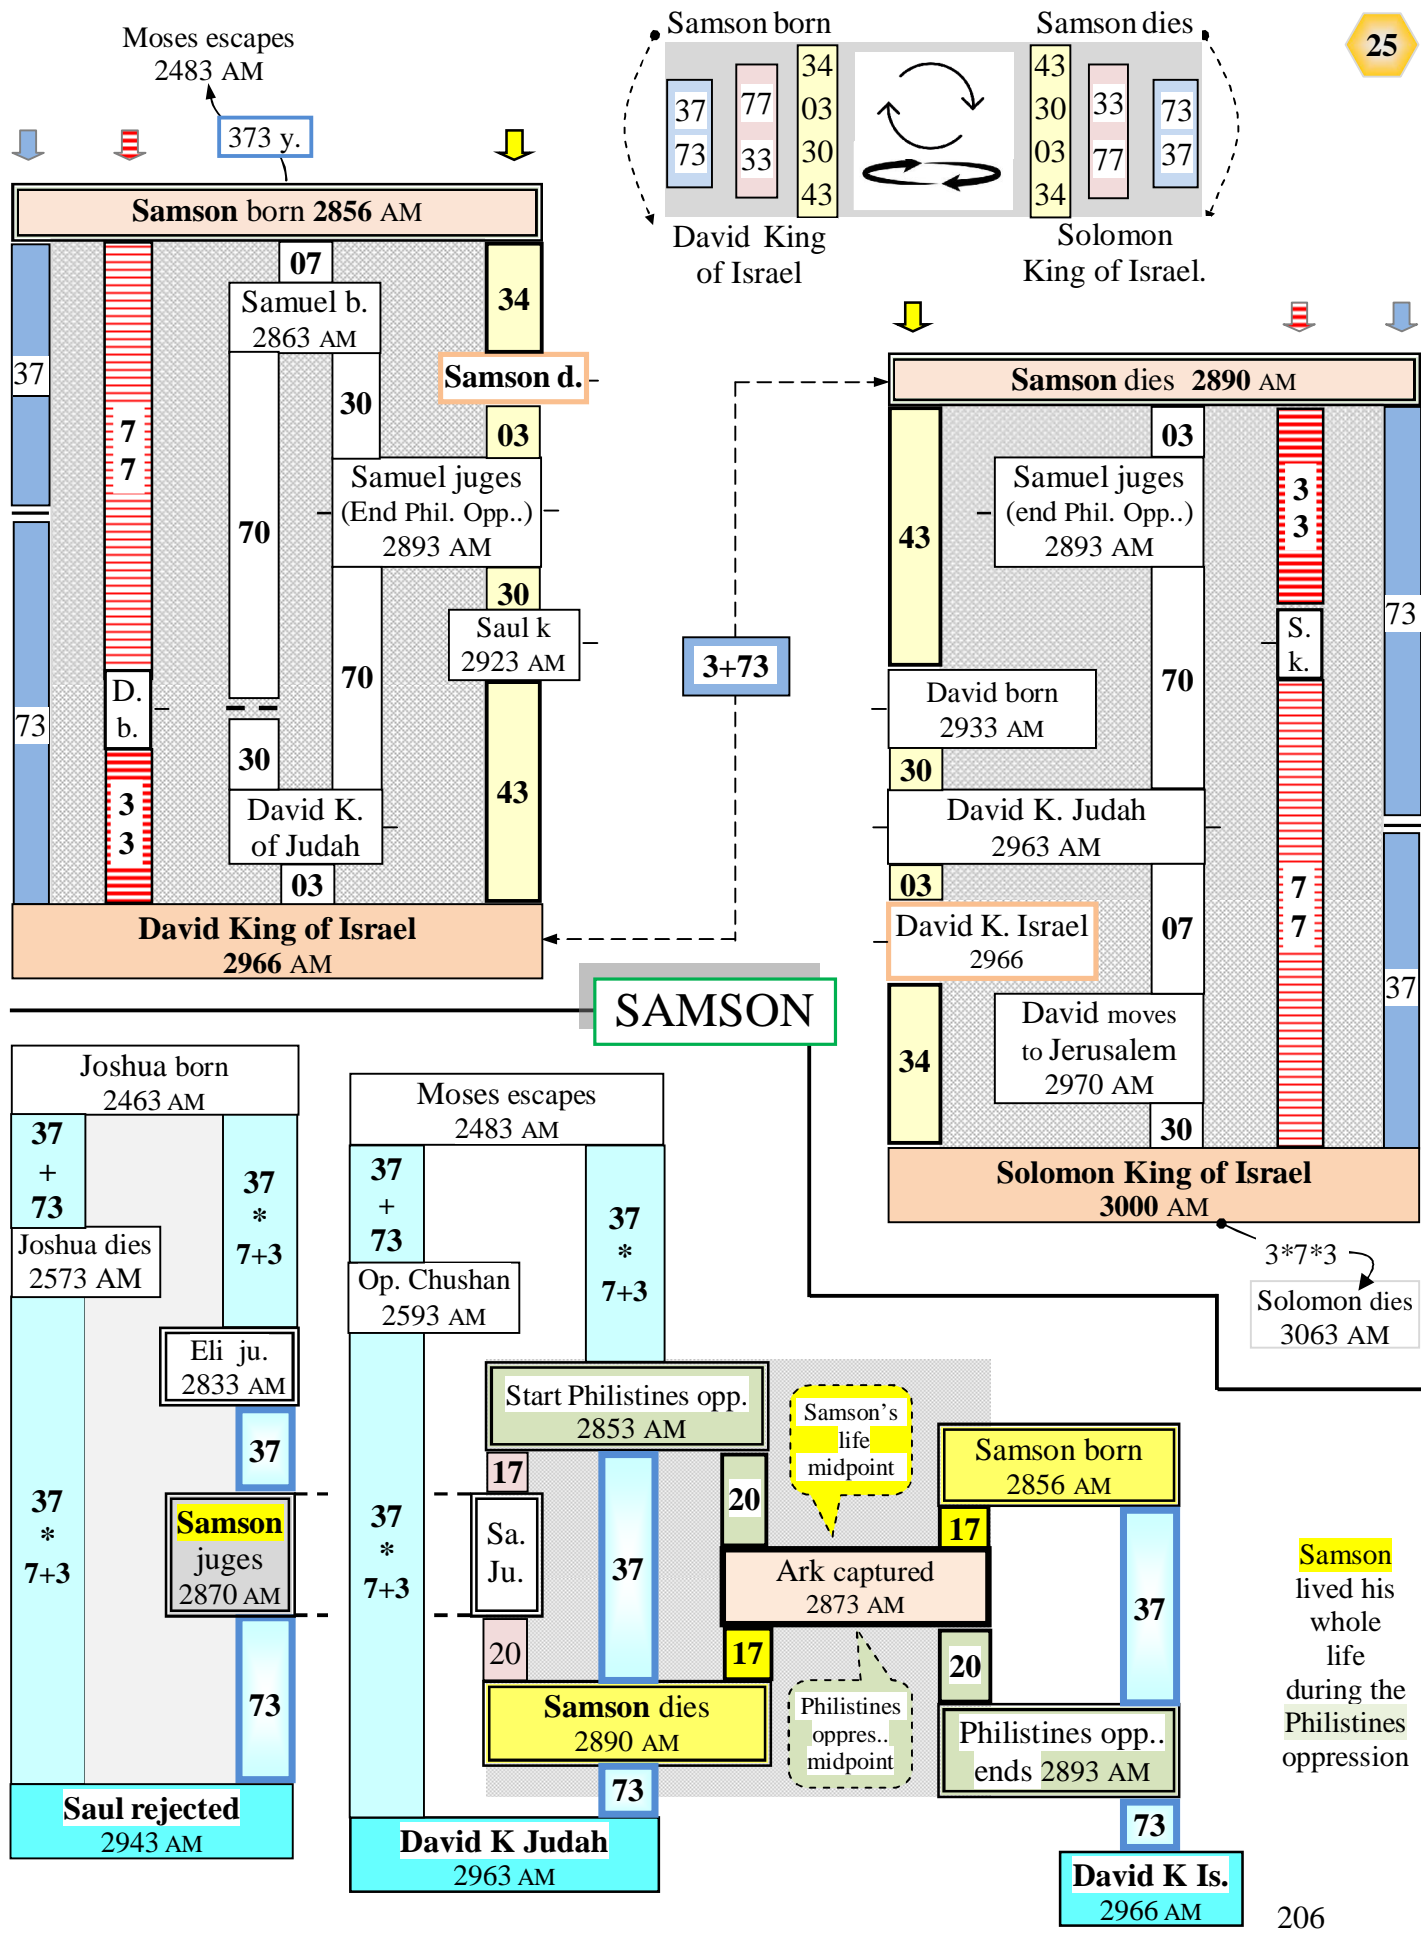 Moses escapes
2483 AM
373 y.
Samson born
Samson dies
25
37
73
77
33
34
03
30
43
43
30
03
34
33
77
73
37
David King
of Israel
Solomon
King of Israel.
Samson born 2856 AM
37
73
7
7
D.
b.
3
3
07
Samuel b.
2863 AM
70
30
30
70
34
Samson d.
03
Samuel juges
(End Phil. Opp..)
2893 AM
30
Saul k
2923 AM
43
David K.
of Judah
03
David King of Israel
2966 AM
3+73
Samson dies 2890 AM
43
03
Samuel juges
(end Phil. Opp..)
2893 AM
70
3
3
S.
k.
7
7
73
37
David born
2933 AM
30
David K. Judah
2963 AM
03
David K. Israel
2966
07
34
David moves
to Jerusalem
2970 AM
30
Solomon King of Israel
3000 AM
3*7*3
Solomon dies
3063 AM
SAMSON
Joshua born
2463 AM
37
+
73
37
*
7+3
Joshua dies
2573 AM
Eli ju.
2833 AM
37
37
*
7+3
Samson
juges
2870 AM
73
Saul rejected
2943 AM
Moses escapes
2483 AM
37
+
73
37
*
7+3
Op. Chushan
2593 AM
37
*
7+3
Start Philistines opp.
2853 AM
17
Sa.
Ju.
20
37
20
Samson's
life
midpoint
Samson born
2856 AM
17
Ark captured
2873 AM
17
20
37
Samson dies
2890 AM
Philistines
oppres..
midpoint
Philistines opp..
ends 2893 AM
73
73
David K Judah
2963 AM
David K Is.
2966 AM
Samson
lived his
whole
life
during the
Philistines
oppression
206